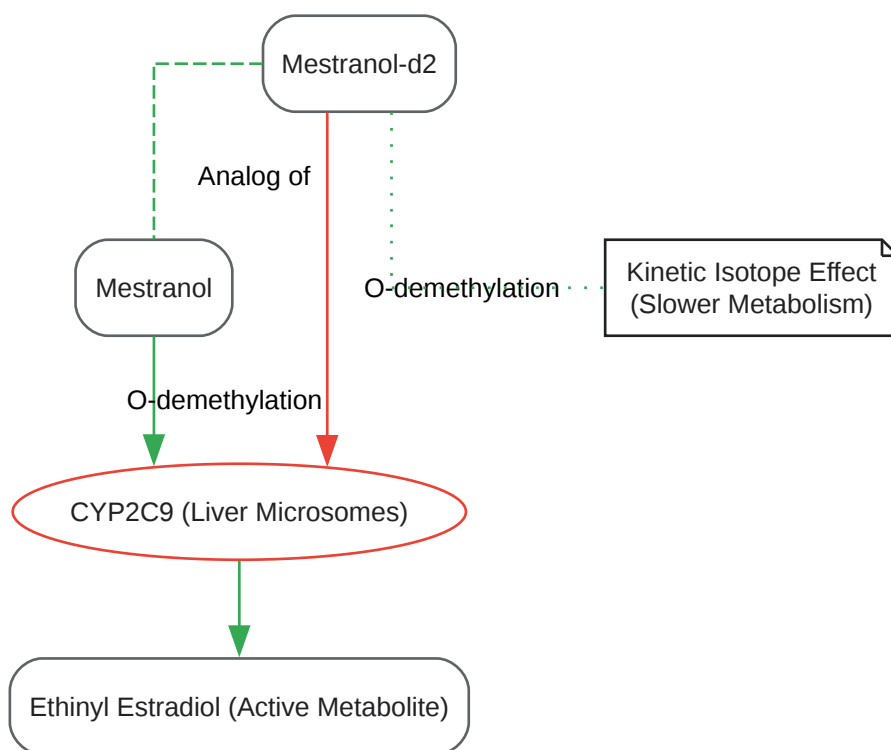 Mestranol-d2
Analog of
Mestranol
O-demethylation
Kinetic Isotope Effect
(Slower Metabolism)
O-demethylation
CYP2C9 (Liver Microsomes)
Ethinyl Estradiol (Active Metabolite)